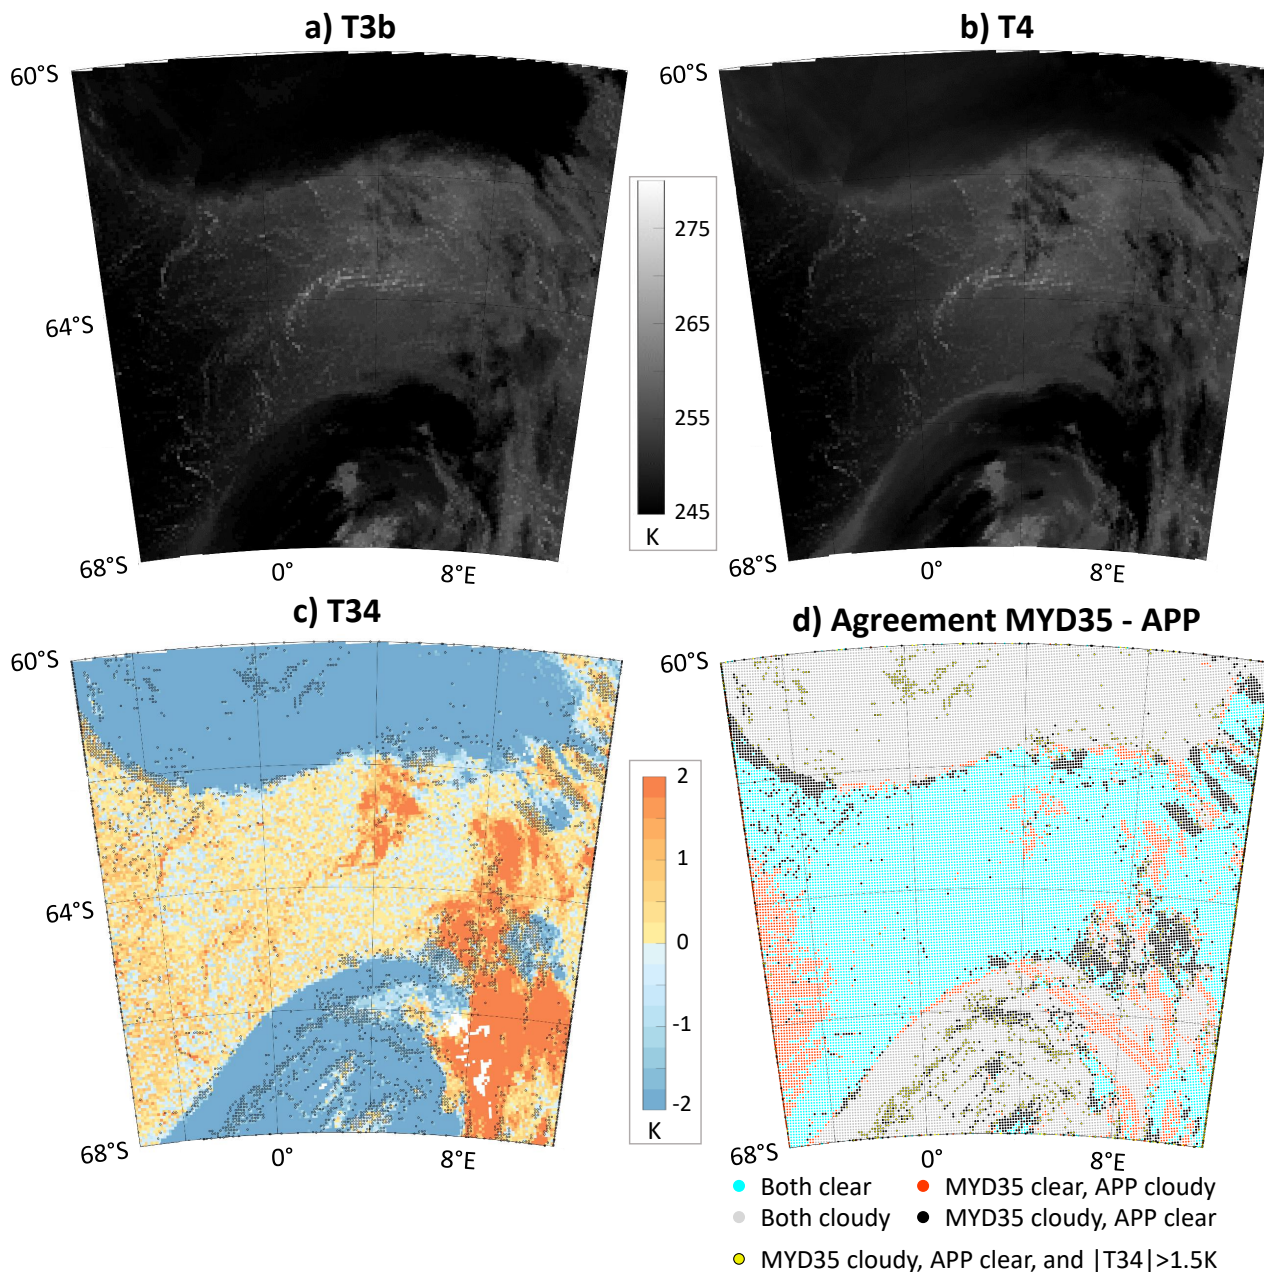 a) T3b
b) T4
60°S
60°S
275
64°S
64°S
265
255
245
K
68°S
0°
8°E
68°S
0°
8°E
c) T34
d) Agreement MYD35 - APP
60°S
60°S
2
1
64°S
64°S
0
-1
-2
K
68°S
0°
8°E
68°S
0°
8°E
Both clear
MYD35 clear, APP cloudy
Both cloudy
MYD35 cloudy, APP clear
MYD35 cloudy, APP clear, and |T34|>1.5K